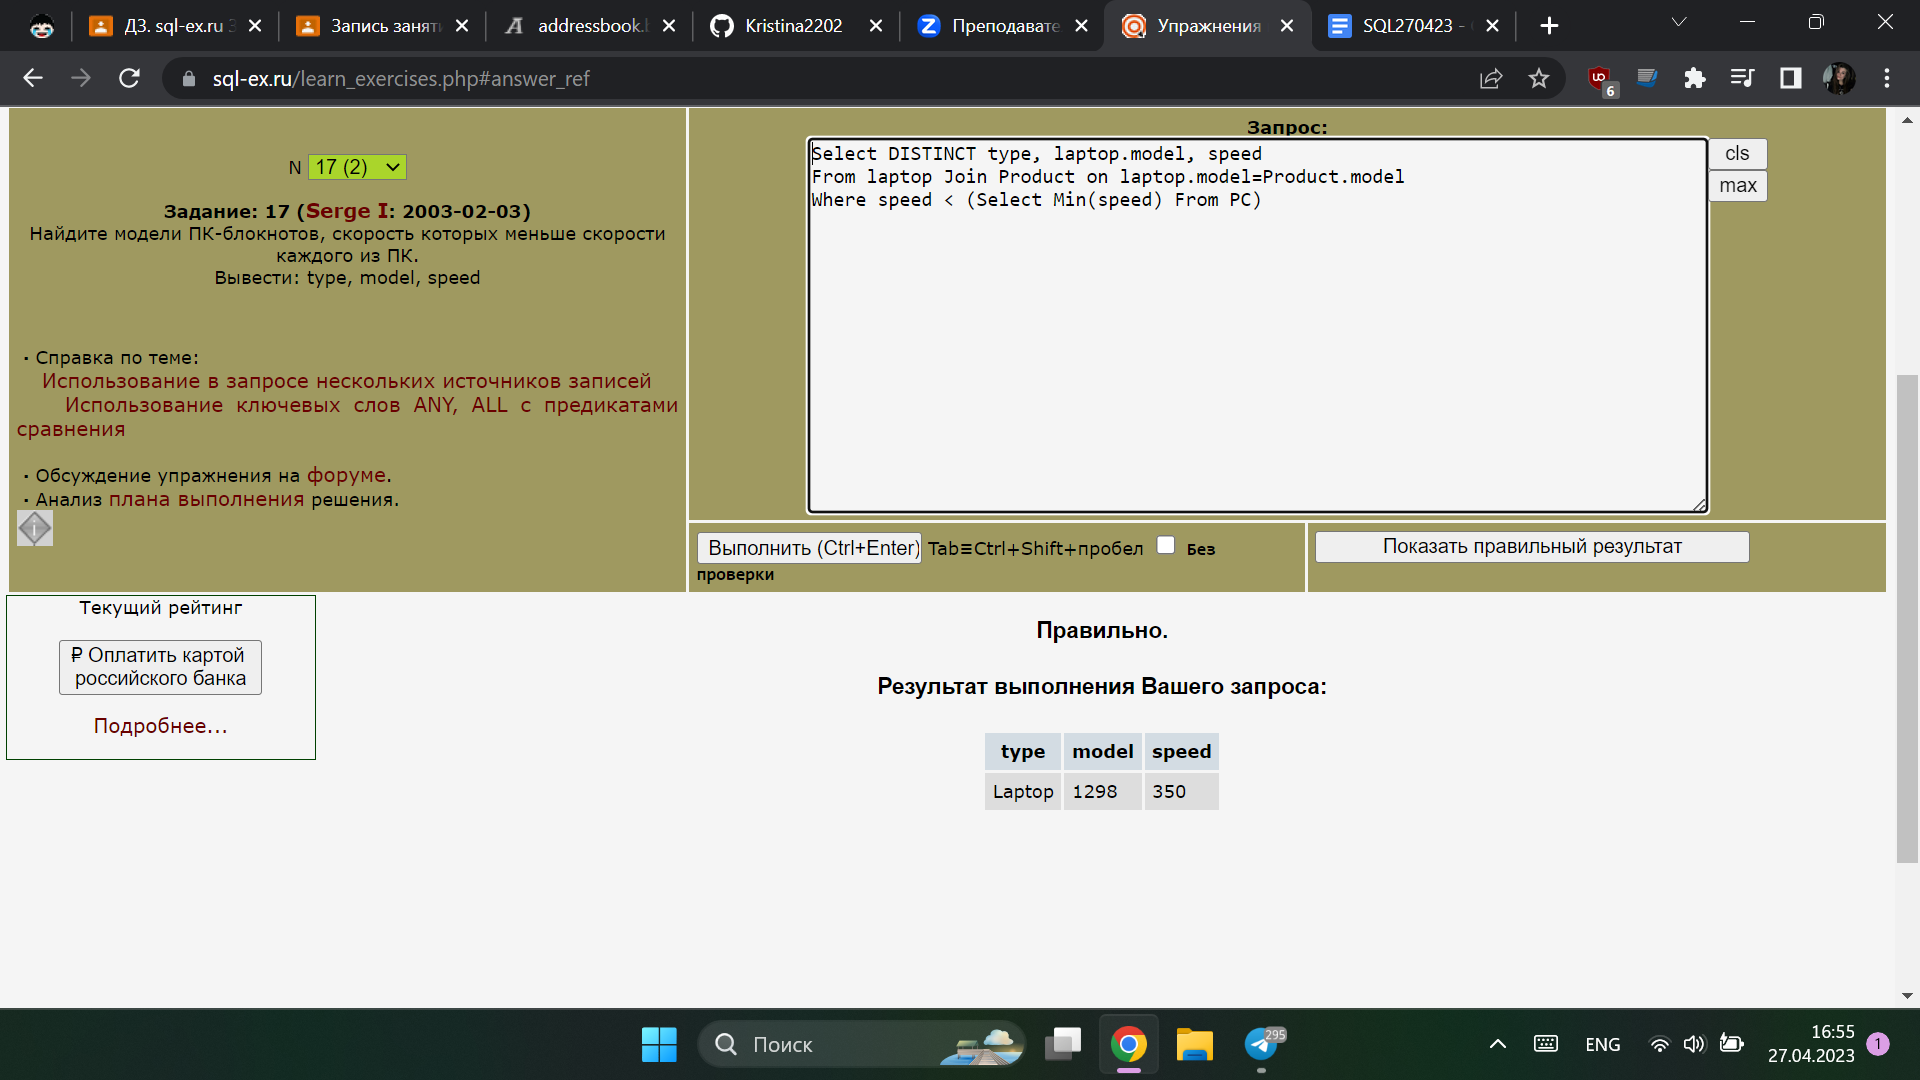 ДЗ. sql-ex.ru
Запись заняти
addressbook.
Kristina2202
Преподавате
Упражнения
SQL270423 -
sql-ex.ru/learn_exercises.php#answer_ref
6
N 17 (2)
Задание: 17 (Serge I: 2003-02-03)
Найдите модели ПК-блокнотов, скорость которых меньше скорости
каждого из ПК.
Вывести: type, model, speed
· Справка по теме:
Использование в запросе нескольких источников записей
Использование ключевых слов ANY, ALL с предикатами
сравнения
· Обсуждение упражнения на форуме.
· Анализ плана выполнения решения.
Запрос:
Select DISTINCT type, laptop.model, speed
From laptop Join Product on laptop.model=Product.model
Where speed < (Select Min(speed) From PC)
cls
max
Выполнить (Ctrl+Enter) Tab≡Ctrl+Shift+пробел Без
проверки
Показать правильный результат
Текущий рейтинг
₽ Оплатить картой
российского банка
Подробнее...
Правильно.
Результат выполнения Вашего запроса:
type model speed
Laptop 1298 350
Поиск
295
ENG
16:55
27.04.2023
1